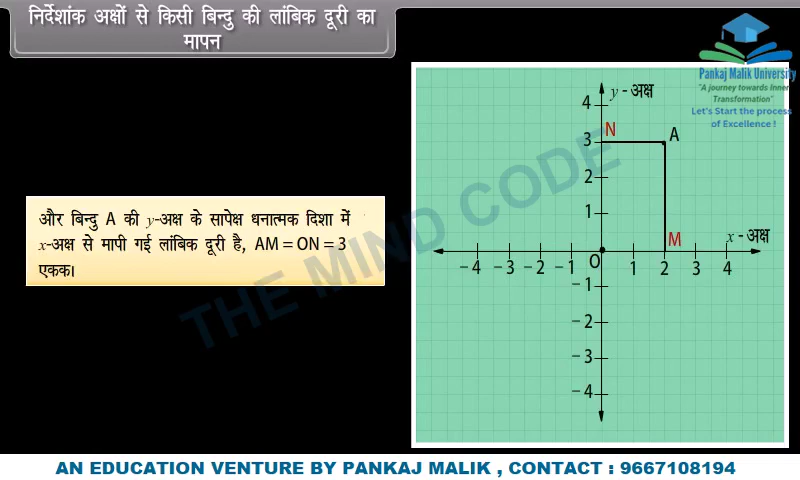 निर्देशांक अक्षों से किसी बिन्दु की लांबिक दूरी का
मापन
Pankaj Malik University
"A journey towards Inner
Transformation"
Let's Start the process
of Excellence !
और बिन्दु A की y-अक्ष के सापेक्ष धनात्मक दिशा में
x-अक्ष से मापी गई लांबिक दूरी है, AM = ON = 3
एकक।
y - अक्ष
4
N
A
3
2
1
M
x - अक्ष
O
-4 -3 -2 -1 1 2 3 4
-1
-2
-3
-4
THE MIND CODE
AN EDUCATION VENTURE BY PANKAJ MALIK , CONTACT : 9667108194